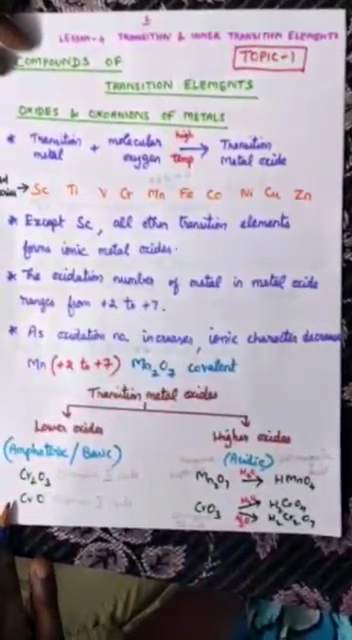 1
LESSON-4 TRANSITION & INNER TRANSITION ELEMENTS
TOPIC-1
COMPOUNDS OF
TRANSITION ELEMENTS
OXIDES & OXOANIONS OF METALS
* Transition metal + molecular oxygen high temp → Transition Metal oxide
→ Sc Ti V Cr Mn Fe Co Ni Cu Zn
* Except Sc, all other transition elements
forms ionic metal oxides.
* The oxidation number of metal in metal oxide
ranges from +2 to +7.
* As oxidation no. increases, ionic character decreases
Mn (+2 to +7) Mn₂O₇ covalent
Transition metal oxides
Lower oxides
(Amphoteric / Basic)
Cr₂O₃
CrO
Higher oxides
(Acidic)
Mn₂O₇ H₂O → HMnO₄
CrO₃ H₂O → H₂CrO₄
H₂O → H₂Cr₂O₇